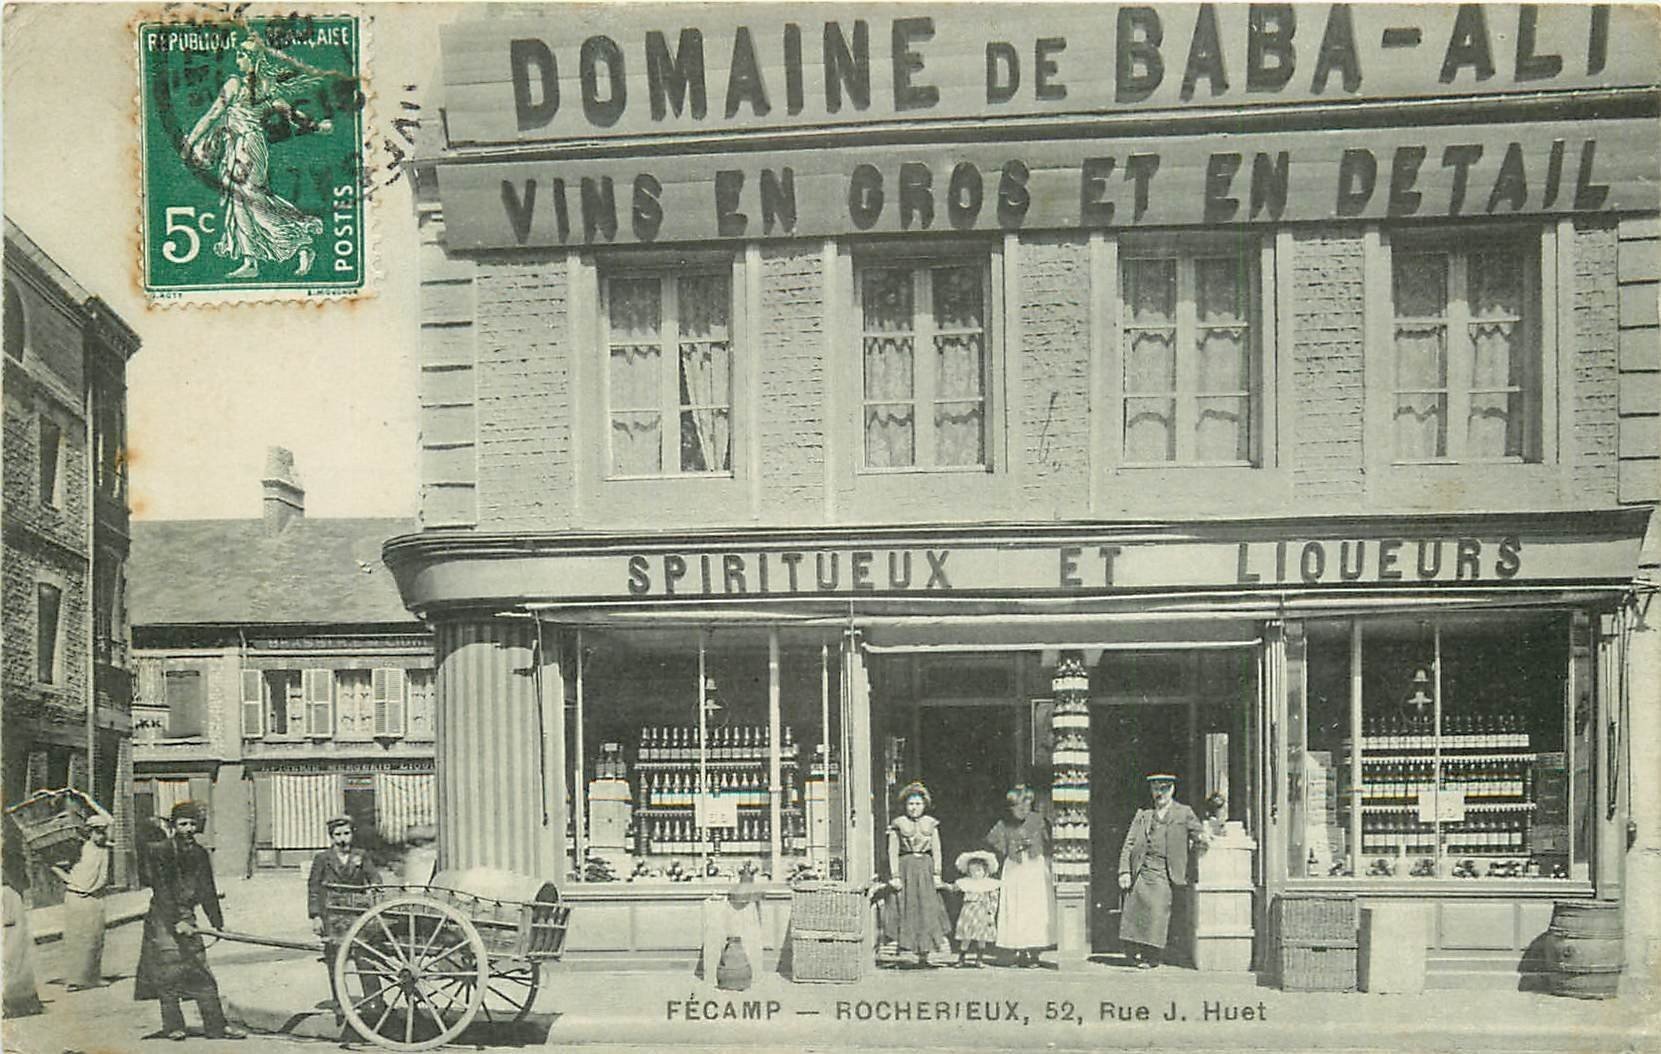 RÉPUBLIQUE FRANÇAISE
5c
POSTES
DOMAINE DE BABA-ALI
VINS EN GROS ET EN DETAIL
SPIRITUEUX ET LIQUEURS
FÉCAMP — ROCHERIEUX, 52, Rue J. Huet